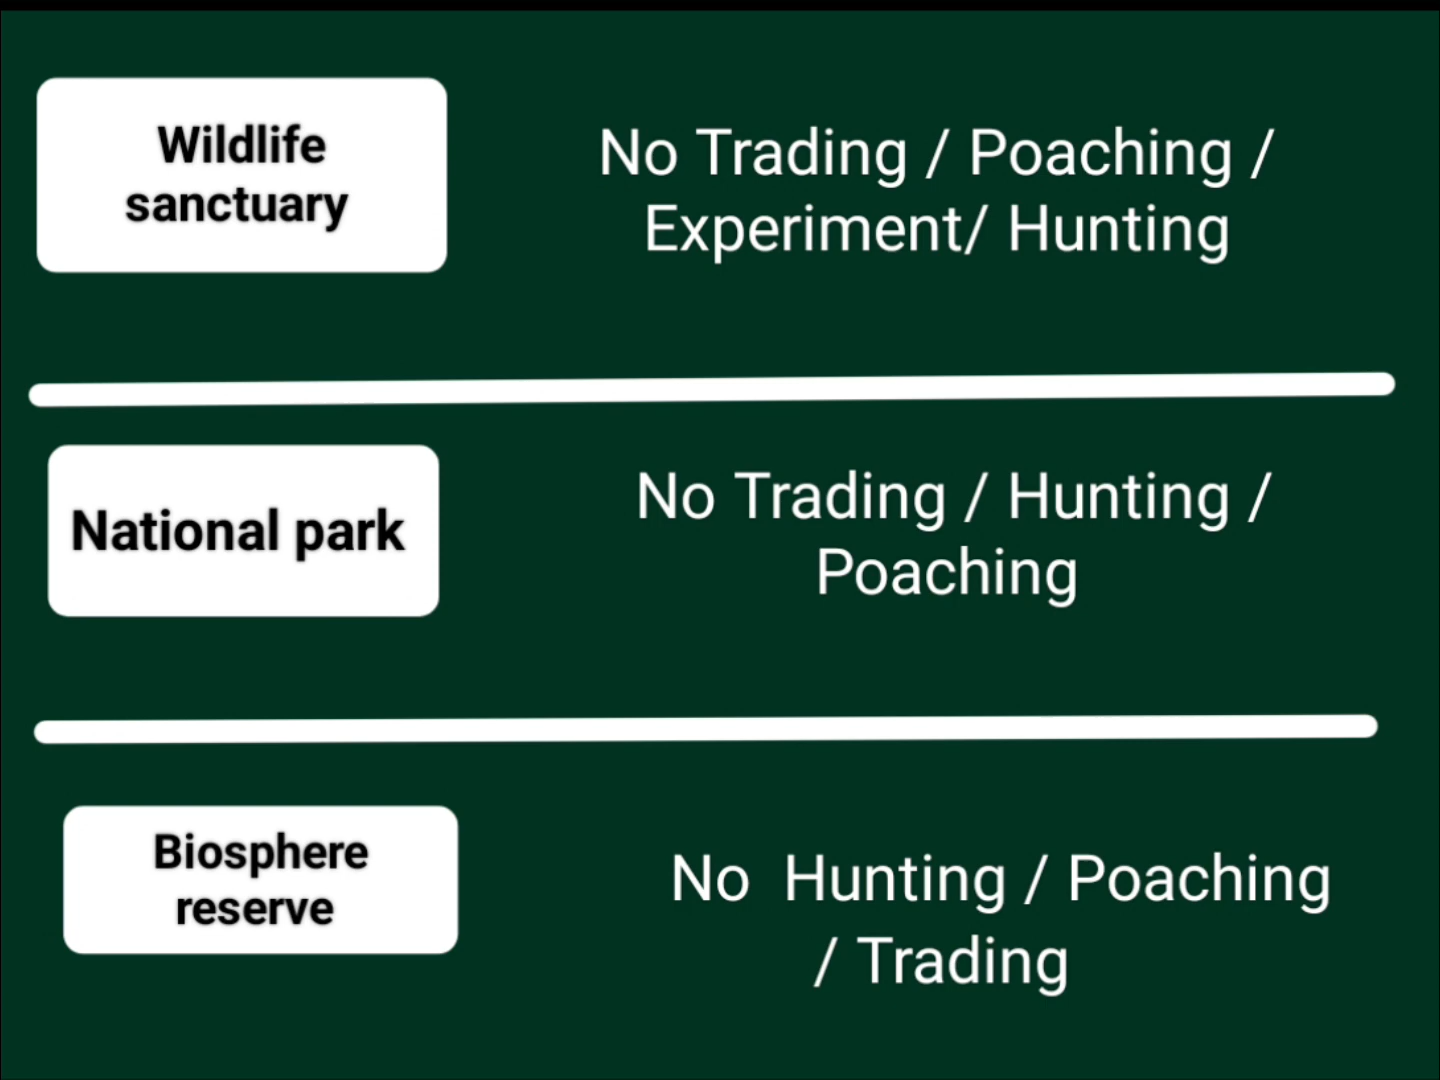 Wildlife
sanctuary
No Trading / Poaching /
Experiment/ Hunting
National park
No Trading / Hunting /
Poaching
Biosphere
reserve
No  Hunting / Poaching
/ Trading